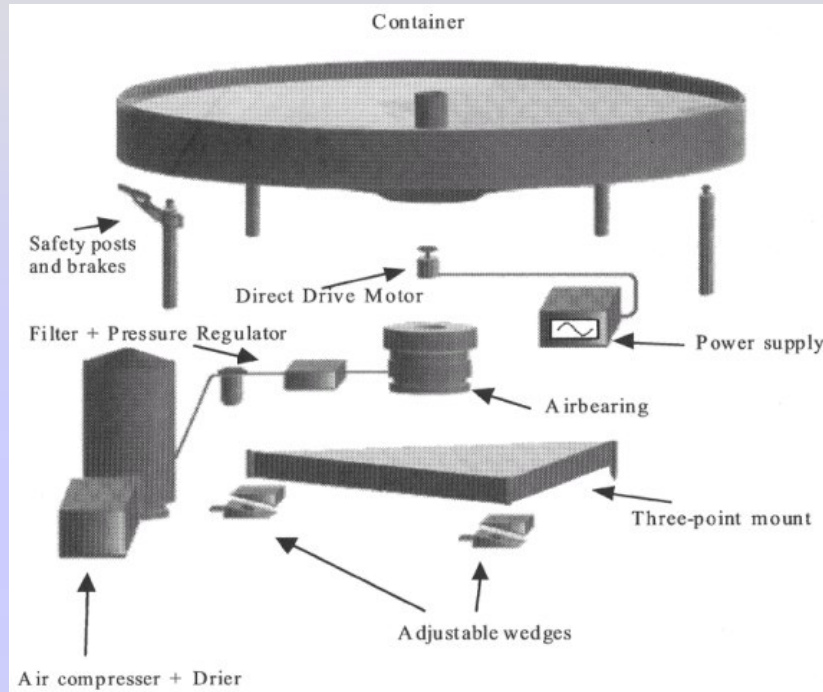 Container
Safety posts
and brakes
Direct Drive Motor
Filter + Pressure Regulator
Power supply
Airbearing
Three-point mount
Adjustable wedges
Air compresser + Drier